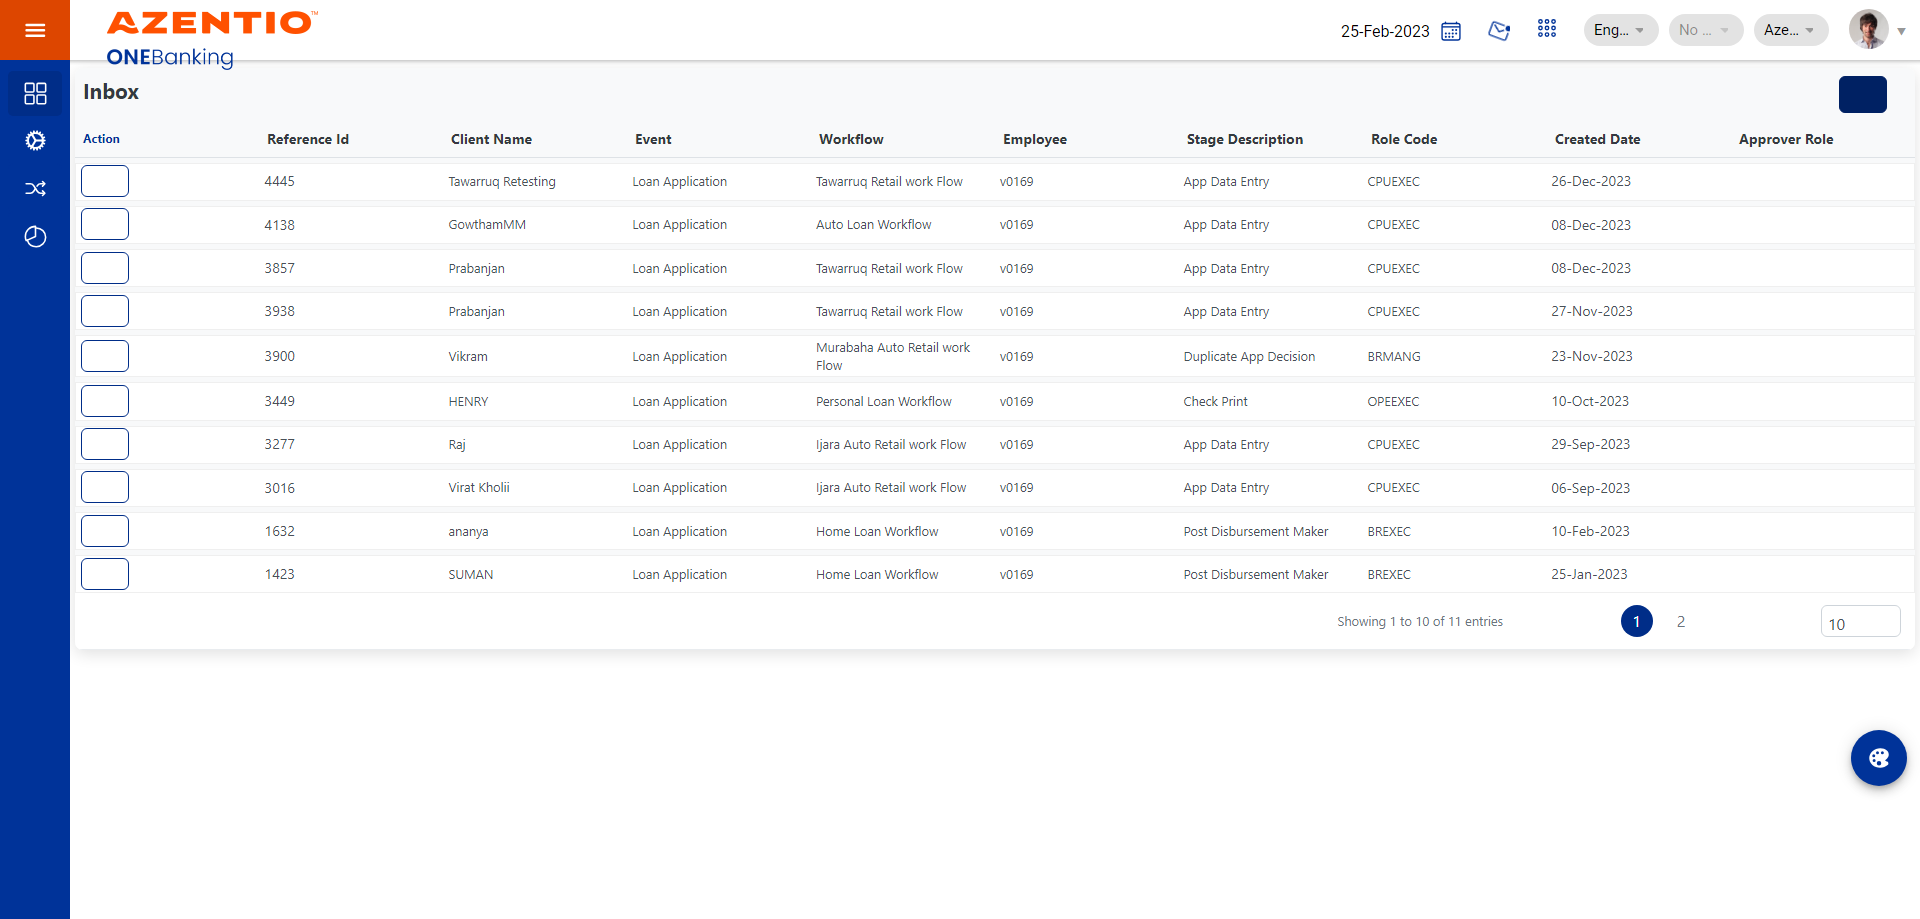 AZENTIO™
ONEBanking
25-Feb-2023 Eng... No ... Aze...
Inbox
Action Reference Id Client Name Event Workflow Employee Stage Description Role Code Created Date Approver Role
4445 Tawarruq Retesting Loan Application Tawarruq Retail work Flow v0169 App Data Entry CPUEXEC 26-Dec-2023
4138 GowthamMM Loan Application Auto Loan Workflow v0169 App Data Entry CPUEXEC 08-Dec-2023
3857 Prabanjan Loan Application Tawarruq Retail work Flow v0169 App Data Entry CPUEXEC 08-Dec-2023
3938 Prabanjan Loan Application Tawarruq Retail work Flow v0169 App Data Entry CPUEXEC 27-Nov-2023
3900 Vikram Loan Application Murabaha Auto Retail work Flow v0169 Duplicate App Decision BRMANG 23-Nov-2023
3449 HENRY Loan Application Personal Loan Workflow v0169 Check Print OPEEXEC 10-Oct-2023
3277 Raj Loan Application Ijara Auto Retail work Flow v0169 App Data Entry CPUEXEC 29-Sep-2023
3016 Virat Kholii Loan Application Ijara Auto Retail work Flow v0169 App Data Entry CPUEXEC 06-Sep-2023
1632 ananya Loan Application Home Loan Workflow v0169 Post Disbursement Maker BREXEC 10-Feb-2023
1423 SUMAN Loan Application Home Loan Workflow v0169 Post Disbursement Maker BREXEC 25-Jan-2023
Showing 1 to 10 of 11 entries 1 2 10